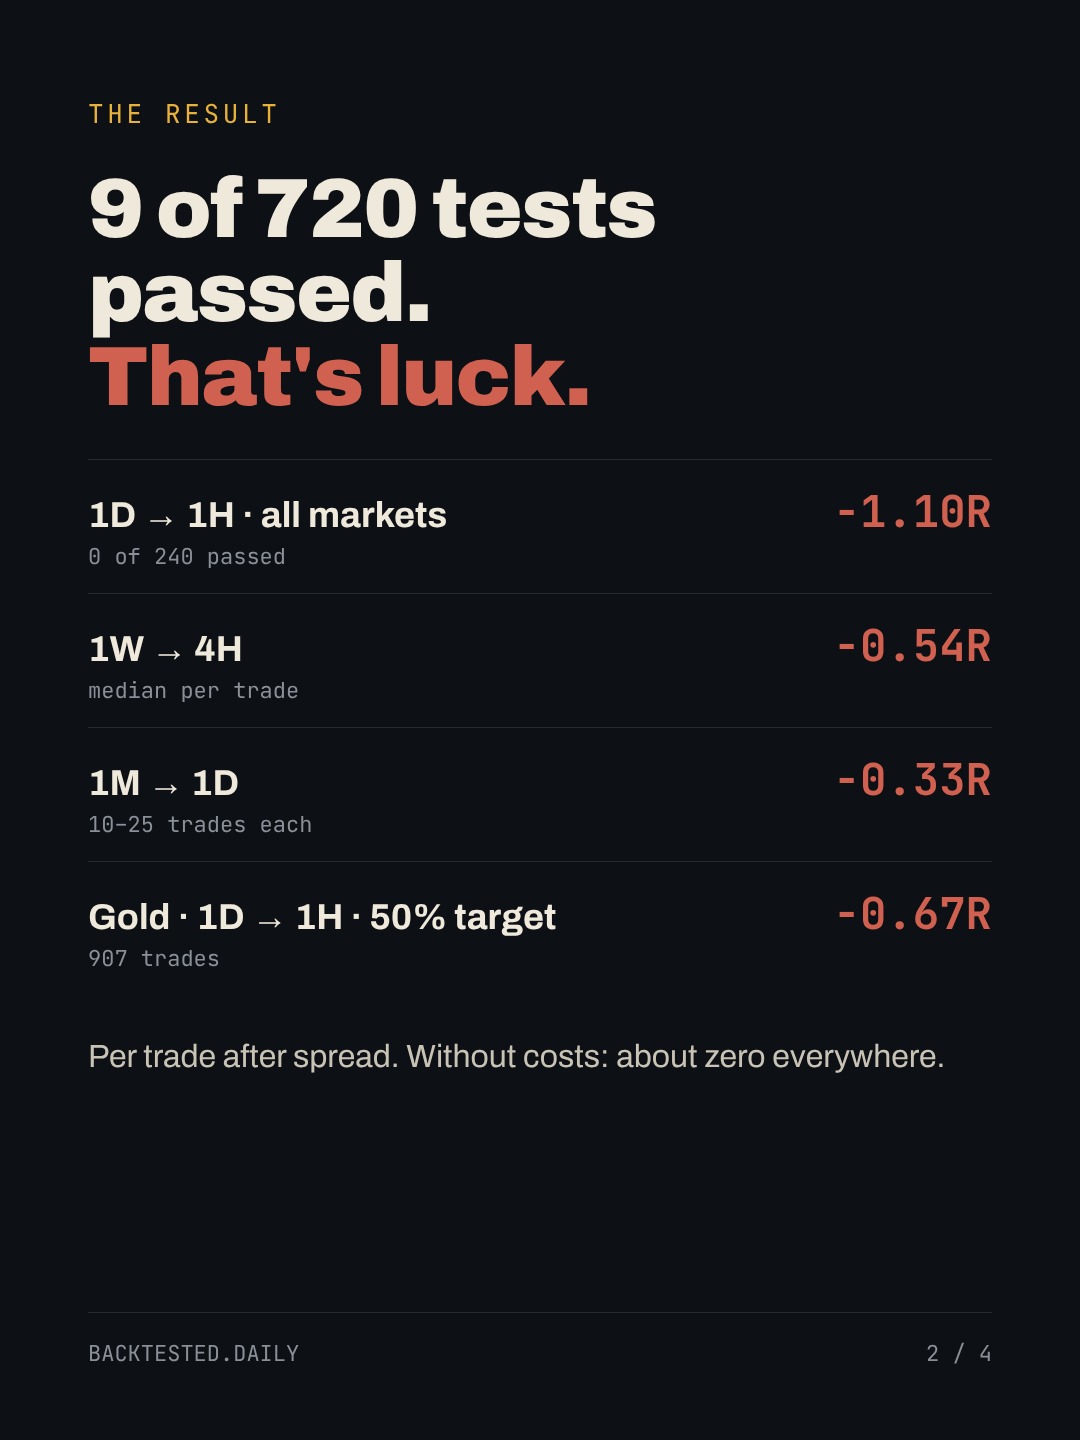 THE RESULT
9 of 720 tests
passed.
That's luck.
1D → 1H · all markets
-1.10R
0 of 240 passed
1W → 4H
-0.54R
median per trade
1M → 1D
-0.33R
10–25 trades each
Gold · 1D → 1H · 50% target
-0.67R
907 trades
Per trade after spread. Without costs: about zero everywhere.
BACKTESTED.DAILY
2 / 4